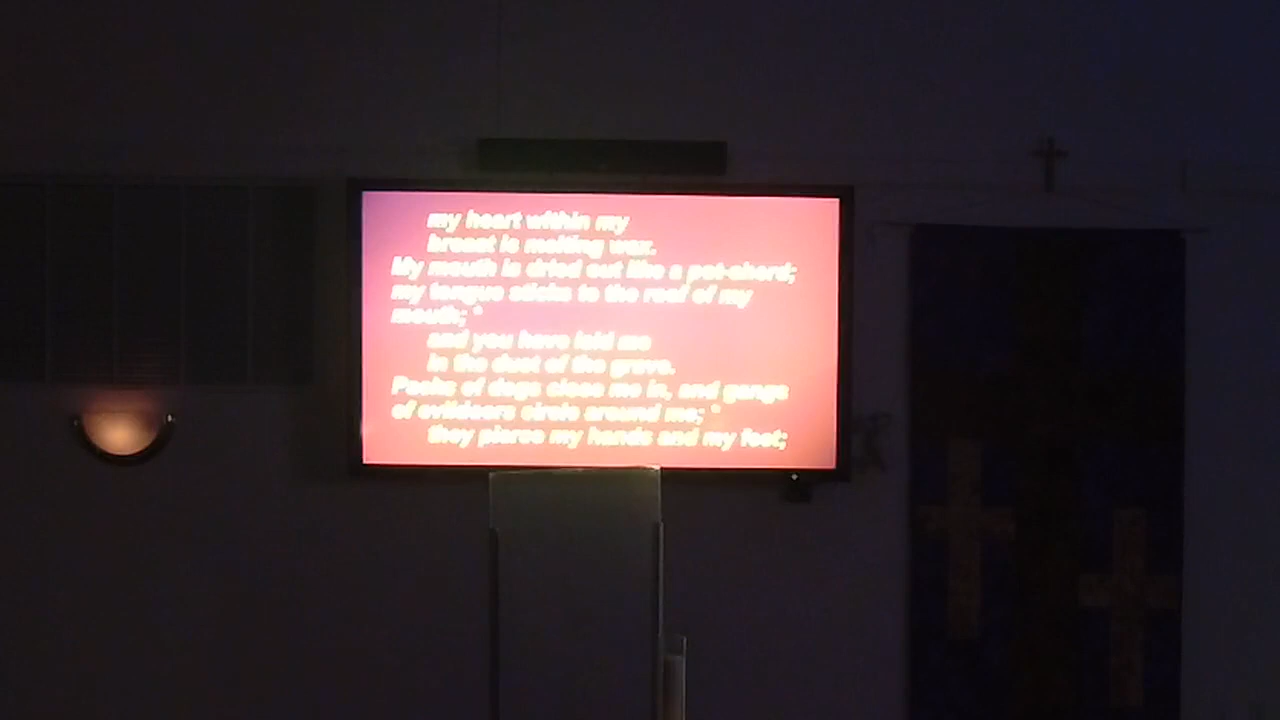 my heart within my
breast is melting wax.
My mouth is dried out like a pot-sherd;
my tongue sticks to the roof of my
mouth; *
and you have laid me
in the dust of the grave.
Packs of dogs close me in, and gangs
of evildoers circle around me; *
they pierce my hands and my feet;